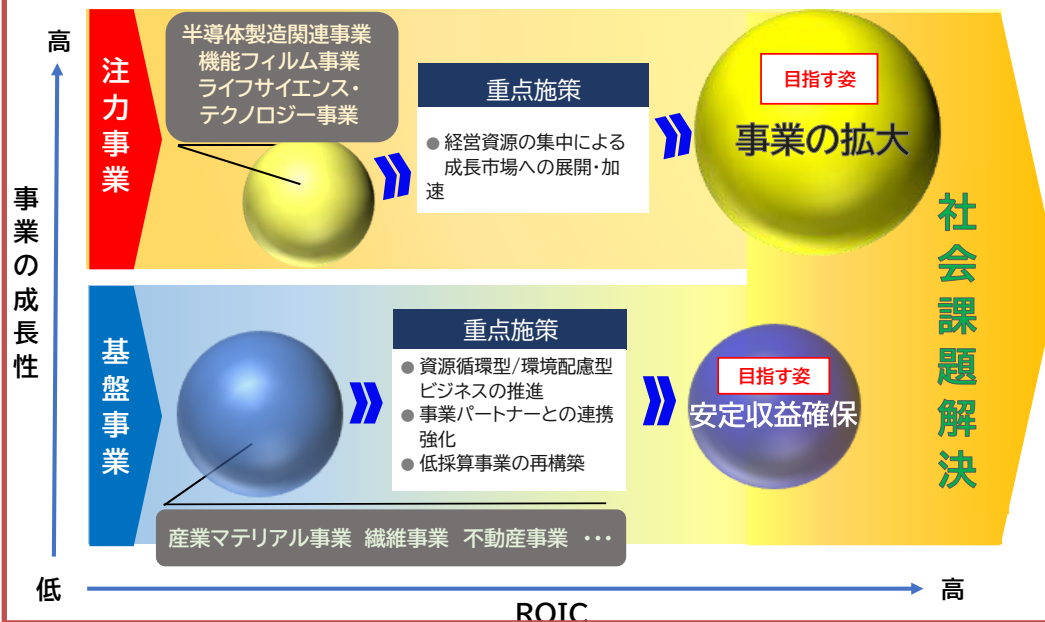 高
事業の成長性
低
注力事業
半導体製造関連事業
機能フィルム事業
ライフサイエンス・
テクノロジー事業
重点施策
● 経営資源の集中による
成長市場への展開・加
速
目指す姿
事業の拡大
基盤事業
重点施策
● 資源循環型/環境配慮型
ビジネスの推進
● 事業パートナーとの連携
強化
● 低採算事業の再構築
目指す姿
安定収益確保
産業マテリアル事業 繊維事業 不動産事業 ・・・
社会課題解決
ROIC
高